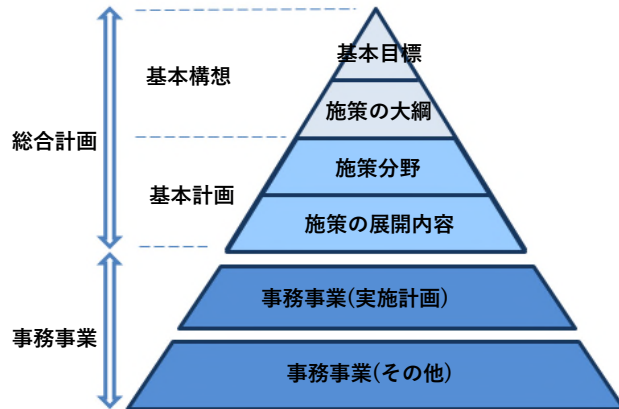 基本目標
基本構想
施策の大綱
総合計画
施策分野
基本計画
施策の展開内容
事務事業(実施計画)
事務事業
事務事業(その他)